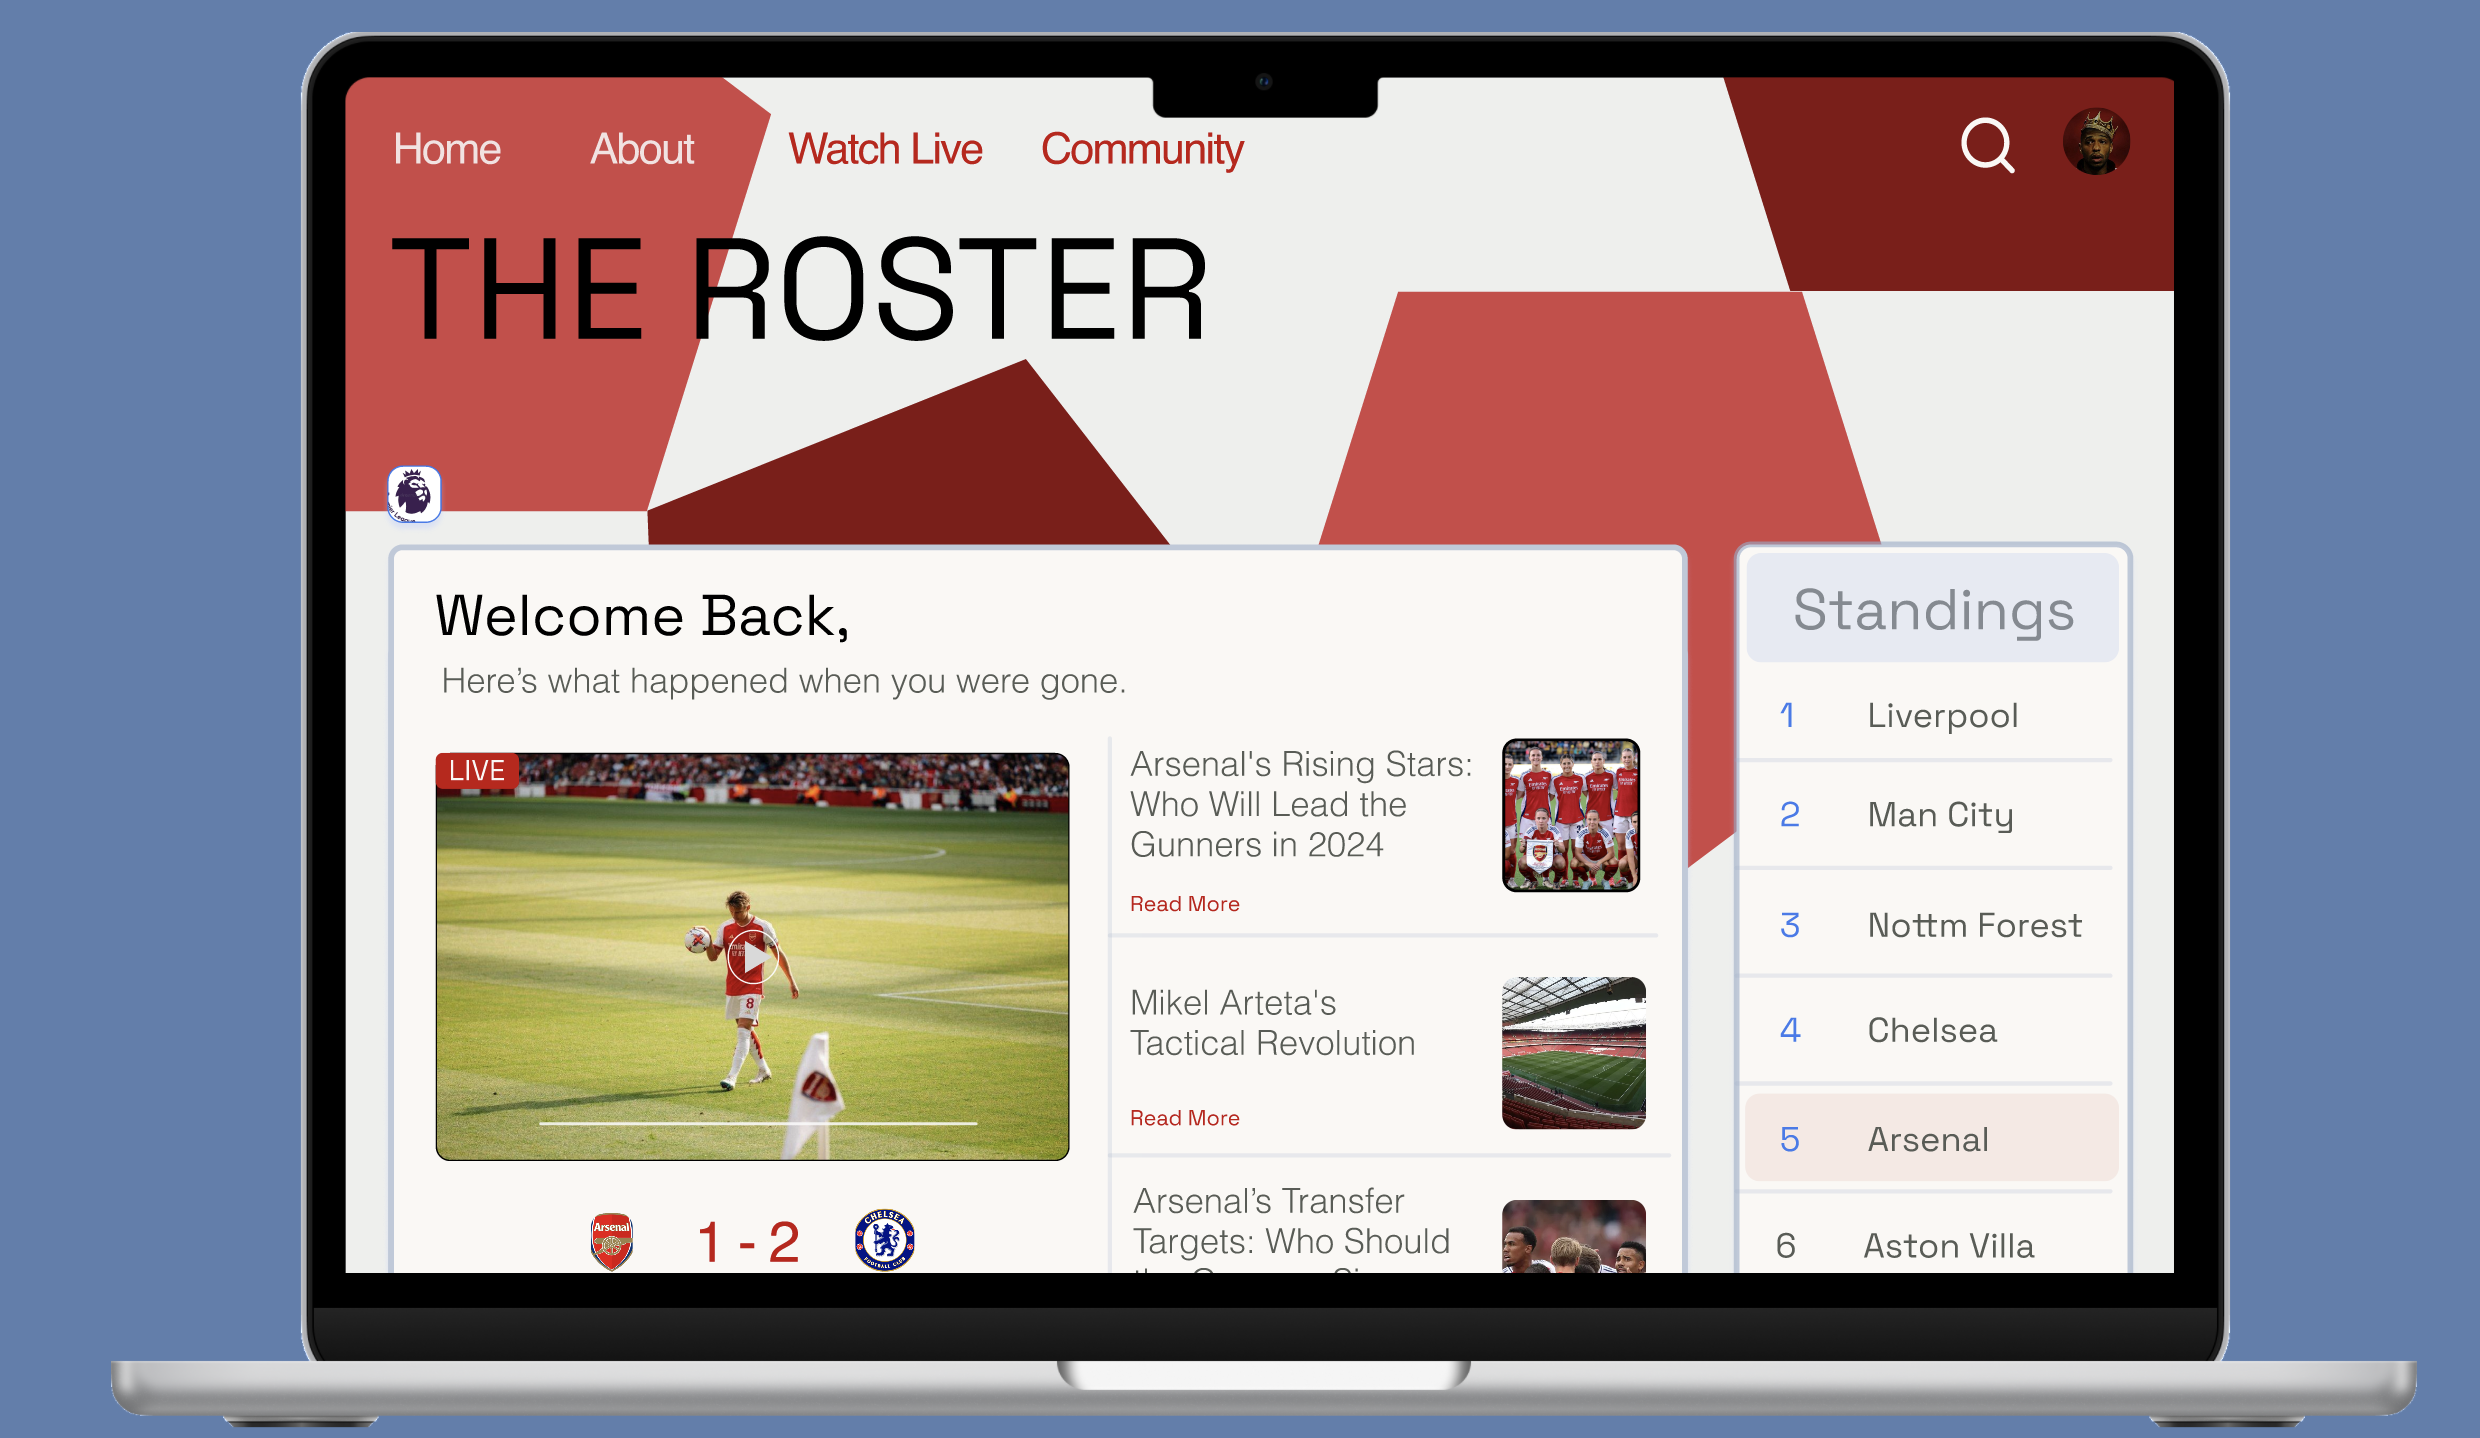 Home About Watch Live Community
THE ROSTER
Welcome Back,
Here's what happened when you were gone.
LIVE
8
Arsenal
1 - 2
CHELSEA
FOOTBALL CLUB
Arsenal's Rising Stars:
Who Will Lead the
Gunners in 2024
Read More
Mikel Arteta's
Tactical Revolution
Read More
Arsenal’s Transfer
Targets: Who Should
Standings
1 Liverpool
2 Man City
3 Nottm Forest
4 Chelsea
5 Arsenal
6 Aston Villa